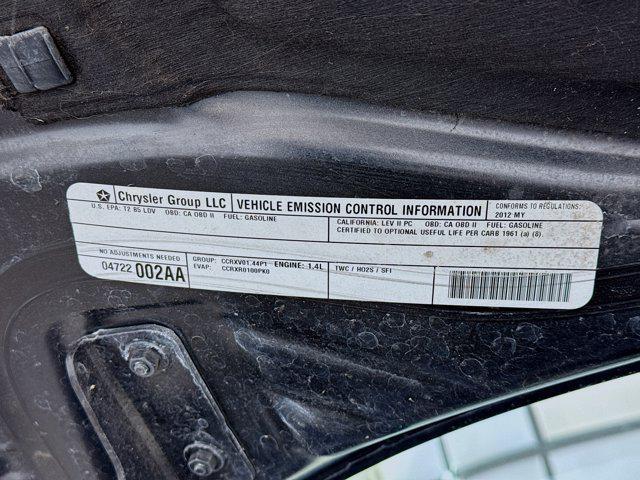 Chrysler Group LLC VEHICLE EMISSION CONTROL INFORMATION CONFORMS TO REGULATIONS:
2012 MY
U.S. EPA: T2 B5 LDV OBD: CA OBD II FUEL: GASOLINE
CALIFORNIA: LEV II PC OBD: CA OBD II FUEL: GASOLINE
CERTIFIED TO OPTIONAL USEFUL LIFE PER CARB 1961 (a) (8).
NO ADJUSTMENTS NEEDED
04722 002AA
GROUP: CCRXV01.44P1 ENGINE: 1.4L
EVAP: CCRXR0100PK0
TWC / HO2S / SFI